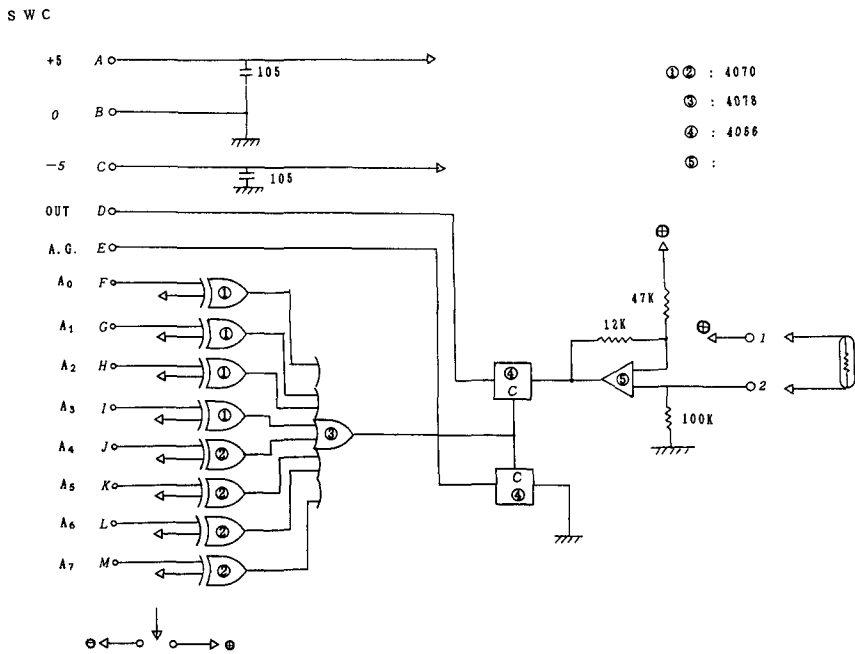 SWC
+5 A
105
0 B
-5 C
105
OUT D
A.G. E
A₀ F
A₁ G
A₂ H
A₃ I
A₄ J
A₅ K
A₆ L
A₇ M
①
①
①
①
②
②
②
②
③
④
C
C
④
⑤
12K
47K
100K
⊕
⊕
1
2
①② : 4070
③ : 4078
④ : 4066
⑤ :
⊖ ⊕